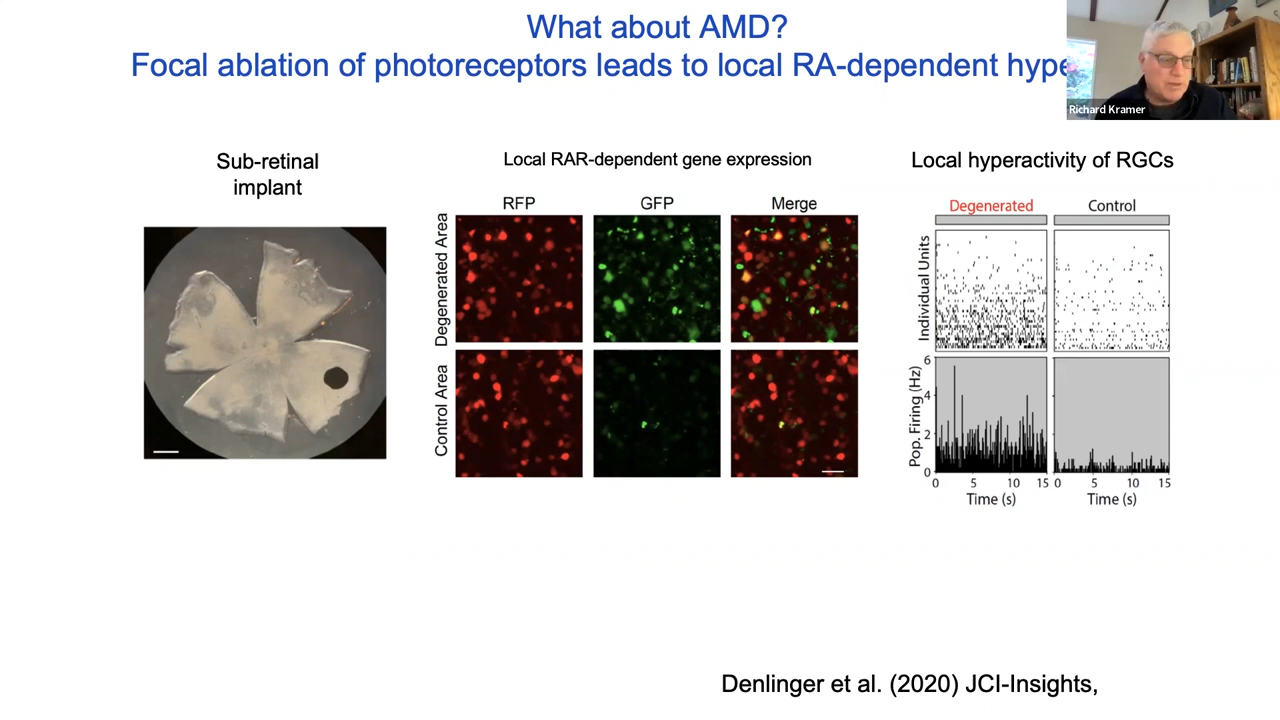 What about AMD?
Focal ablation of photoreceptors leads to local RA-dependent
Richard Kramer
Sub-retinal
implant
Local RAR-dependent gene expression
RFP GFP Merge
Degenerated Area
Control Area
Local hyperactivity of RGCs
Degenerated Control
Individual Units
Pop. Firing (Hz)
6
4
2
0
0 5 10 15 0 5 10 15
Time (s) Time (s)
Denlinger et al. (2020) JCI-Insights,